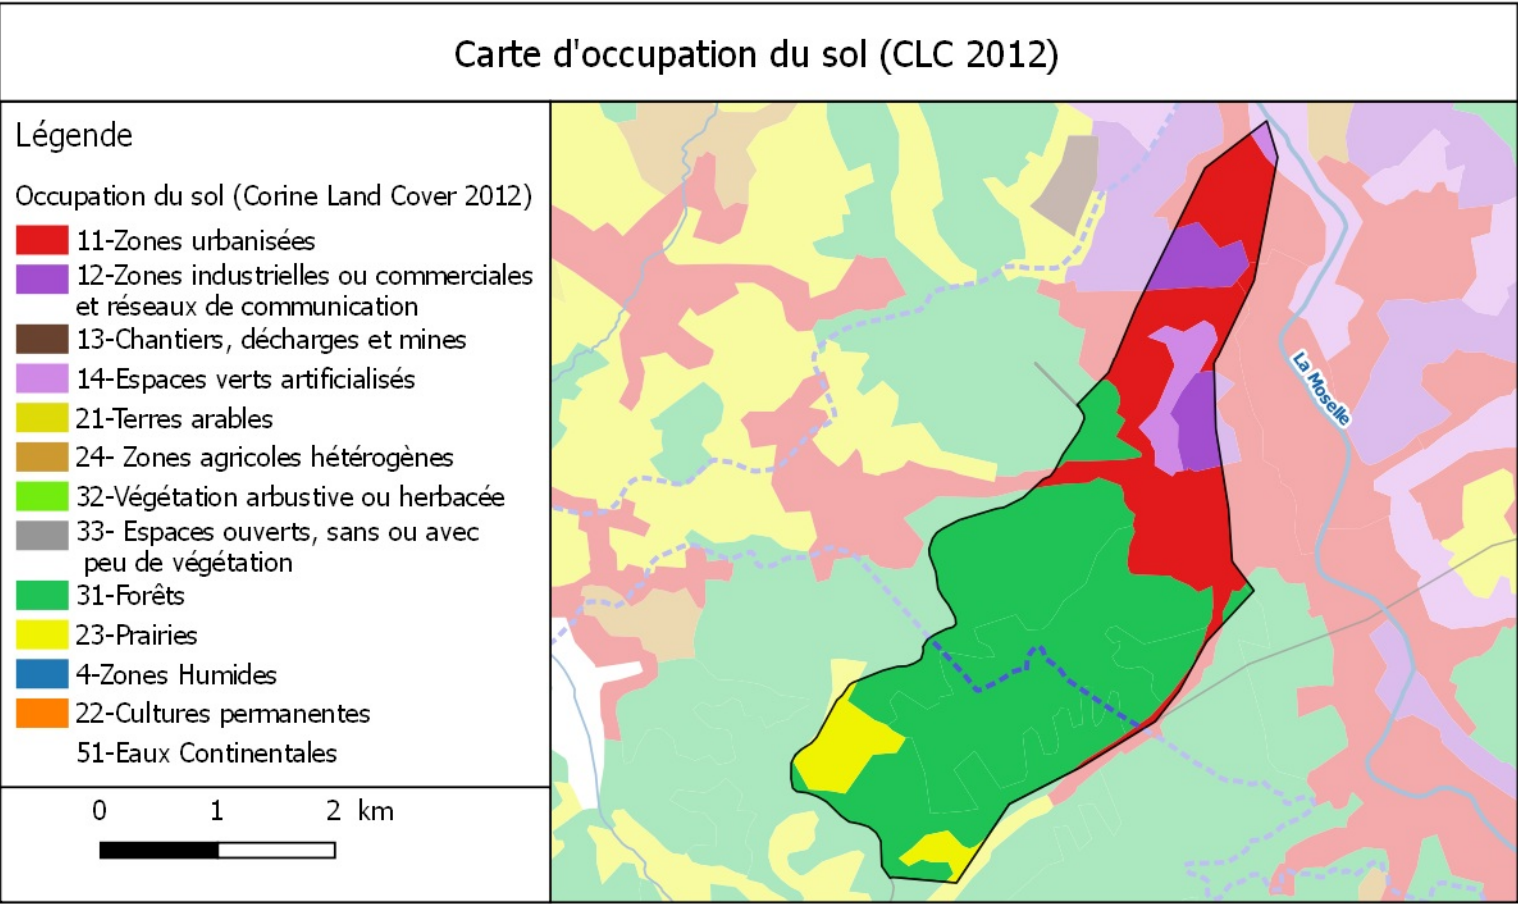 Carte d'occupation du sol (CLC 2012)
Légende
Occupation du sol (Corine Land Cover 2012)
11-Zones urbanisées
12-Zones industrielles ou commerciales
et réseaux de communication
13-Chantiers, décharges et mines
14-Espaces verts artificialisés
21-Terres arables
24- Zones agricoles hétérogènes
32-Végétation arbustive ou herbacée
33- Espaces ouverts, sans ou avec
peu de végétation
31-Forêts
23-Prairies
4-Zones Humides
22-Cultures permanentes
51-Eaux Continentales
0 1 2 km
La Moselle